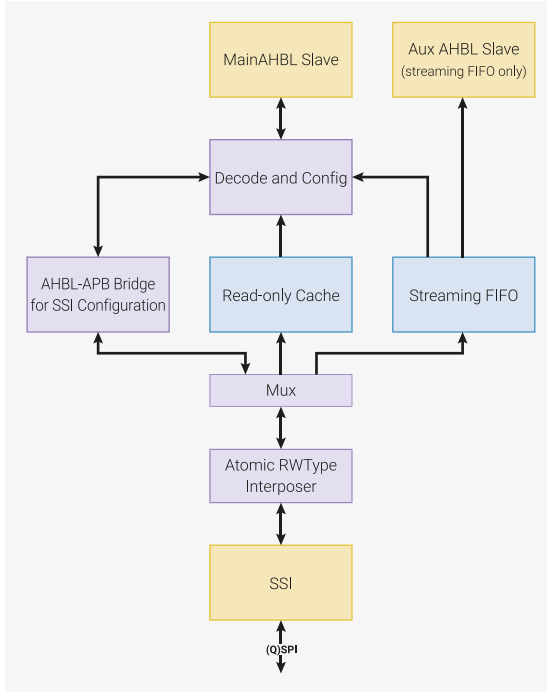 MainAHBL Slave
Aux AHBL Slave
(streaming FIFO only)
Decode and Config
AHBL-APB Bridge
for SSI Configuration
Read-only Cache
Streaming FIFO
Mux
Atomic RWType
Interposer
SSI
(Q)SPI